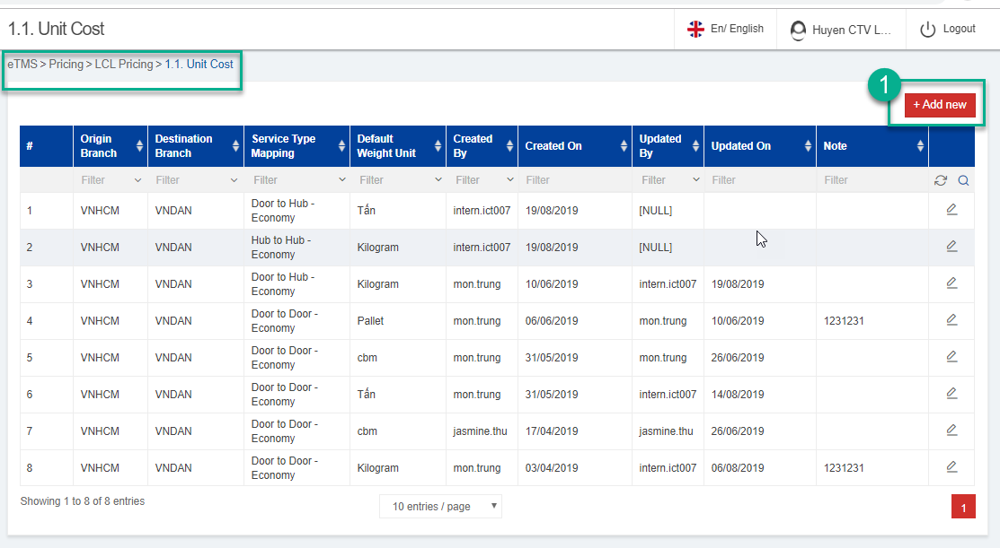 1.1. Unit Cost
En/ English
Huyen CTV L...
Logout
eTMS > Pricing > LCL Pricing > 1.1. Unit Cost
1
+ Add new
# Origin Branch Destination Branch Service Type Mapping Default Weight Unit Created By Created On Updated By Updated On Note
Filter Filter Filter Filter Filter Filter Filter Filter Filter
1 VNHCM VNDAN Door to Hub - Economy Tấn intern.ict007 19/08/2019 [NULL]
2 VNHCM VNDAN Hub to Hub - Economy Kilogram intern.ict007 19/08/2019 [NULL]
3 VNHCM VNDAN Door to Hub - Economy Kilogram mon.trung 10/06/2019 intern.ict007 19/08/2019
4 VNHCM VNDAN Door to Door - Economy Pallet mon.trung 06/06/2019 mon.trung 10/06/2019 1231231
5 VNHCM VNDAN Door to Door - Economy cbm mon.trung 31/05/2019 mon.trung 26/06/2019
6 VNHCM VNDAN Door to Door - Economy Tấn mon.trung 31/05/2019 intern.ict007 14/08/2019
7 VNHCM VNDAN Door to Door - Economy cbm jasmine.thu 17/04/2019 jasmine.thu 26/06/2019
8 VNHCM VNDAN Door to Door - Economy Kilogram mon.trung 03/04/2019 intern.ict007 06/08/2019 1231231
Showing 1 to 8 of 8 entries
10 entries / page
1